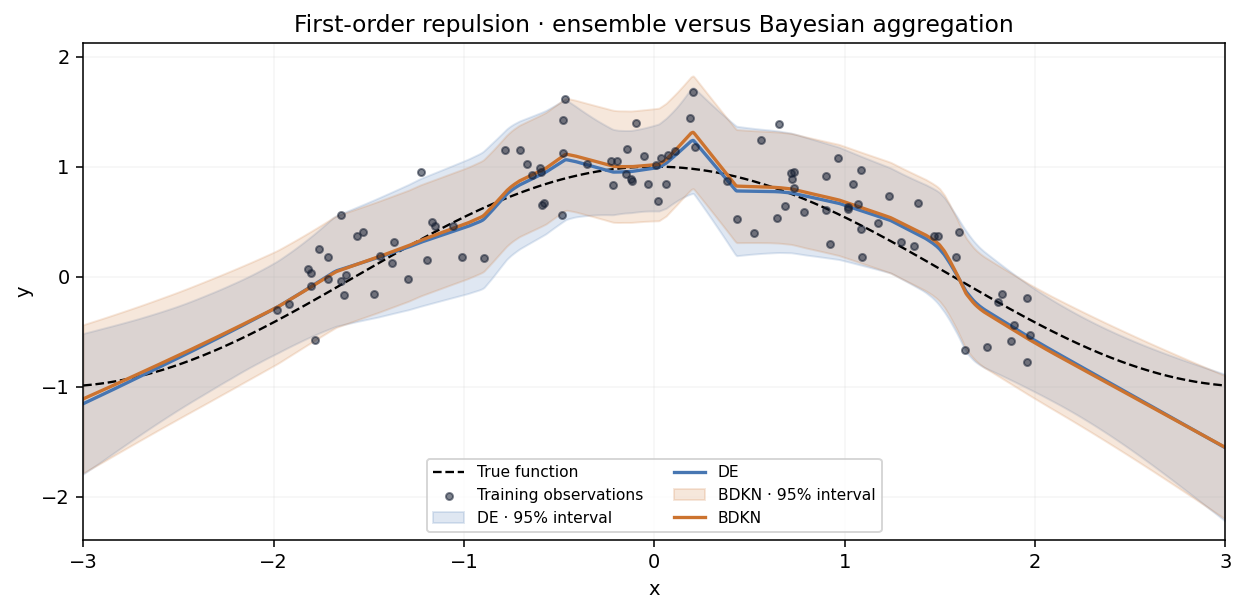 First-order repulsion · ensemble versus Bayesian aggregation
y
2
1
0
−1
−2
−3
−2
−1
0
1
2
3
x
True function
Training observations
DE · 95% interval
DE
BDKN · 95% interval
BDKN